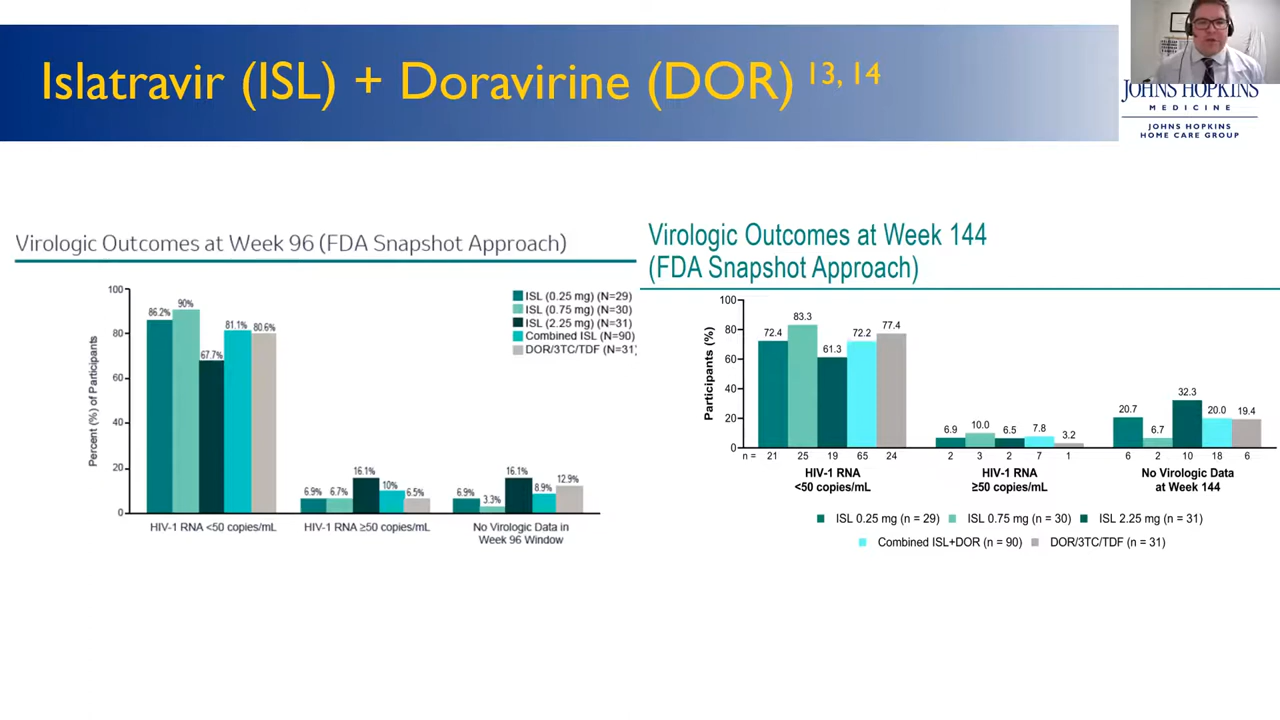 Islatravir (ISL) + Doravirine (DOR) 13, 14
JOHNS HOPKINS
MEDICINE
JOHNS HOPKINS
HOME CARE GROUP
Virologic Outcomes at Week 96 (FDA Snapshot Approach)
Percent (%) of Participants
100
80
60
40
20
0
86.2%
90%
67.7%
81.1%
80.6%
6.9%
6.7%
16.1%
10%
6.5%
6.9%
3.3%
16.1%
8.9%
12.9%
HIV-1 RNA <50 copies/mL
HIV-1 RNA ≥50 copies/mL
No Virologic Data in
Week 96 Window
ISL (0.25 mg) (N=29)
ISL (0.75 mg) (N=30)
ISL (2.25 mg) (N=31)
Combined ISL (N=90)
DOR/3TC/TDF (N=31)
Virologic Outcomes at Week 144
(FDA Snapshot Approach)
Participants (%)
100
80
60
40
20
0
72.4
83.3
61.3
72.2
77.4
6.9
10.0
6.5
7.8
3.2
20.7
6.7
32.3
20.0
19.4
n = 21 25 19 65 24 2 3 2 7 1 6 2 10 18 6
HIV-1 RNA
<50 copies/mL
HIV-1 RNA
≥50 copies/mL
No Virologic Data
at Week 144
ISL 0.25 mg (n = 29) ISL 0.75 mg (n = 30) ISL 2.25 mg (n = 31)
Combined ISL+DOR (n = 90) DOR/3TC/TDF (n = 31)